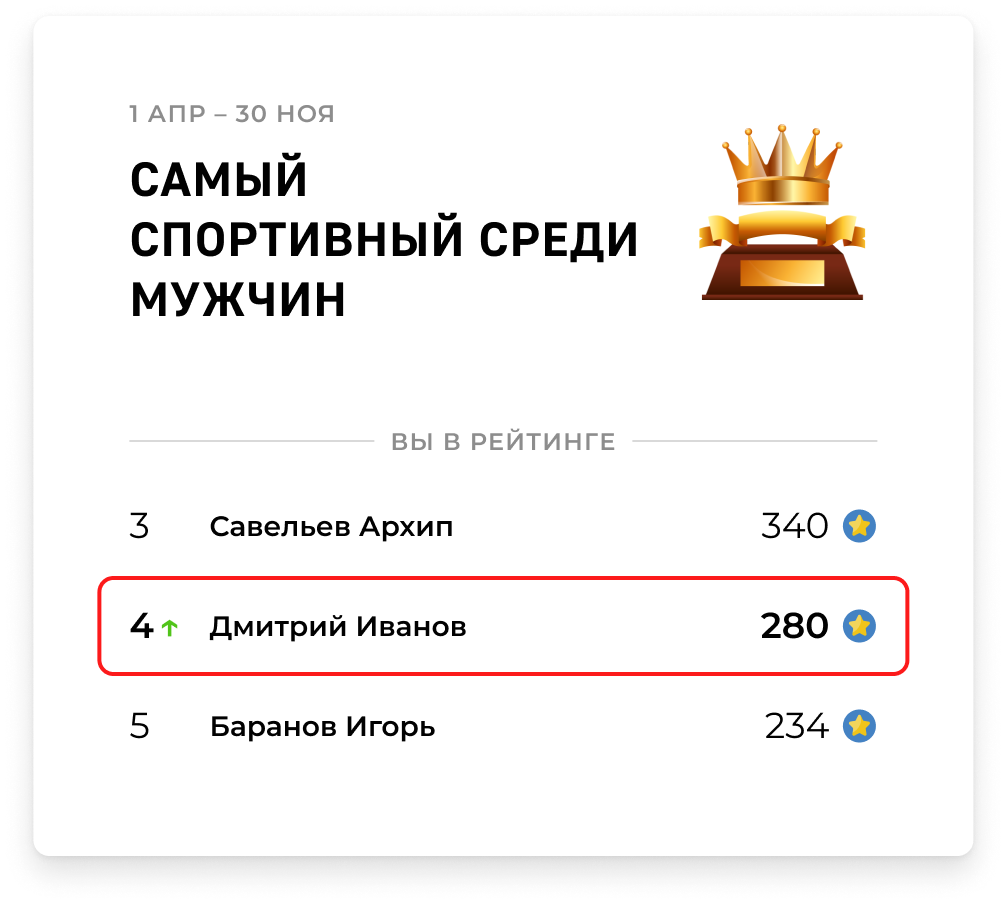 1 АПР – 30 НОЯ
САМЫЙ
СПОРТИВНЫЙ СРЕДИ
МУЖЧИН
ВЫ В РЕЙТИНГЕ
3 Савельев Архип 340
4 ↑ Дмитрий Иванов 280
5 Баранов Игорь 234